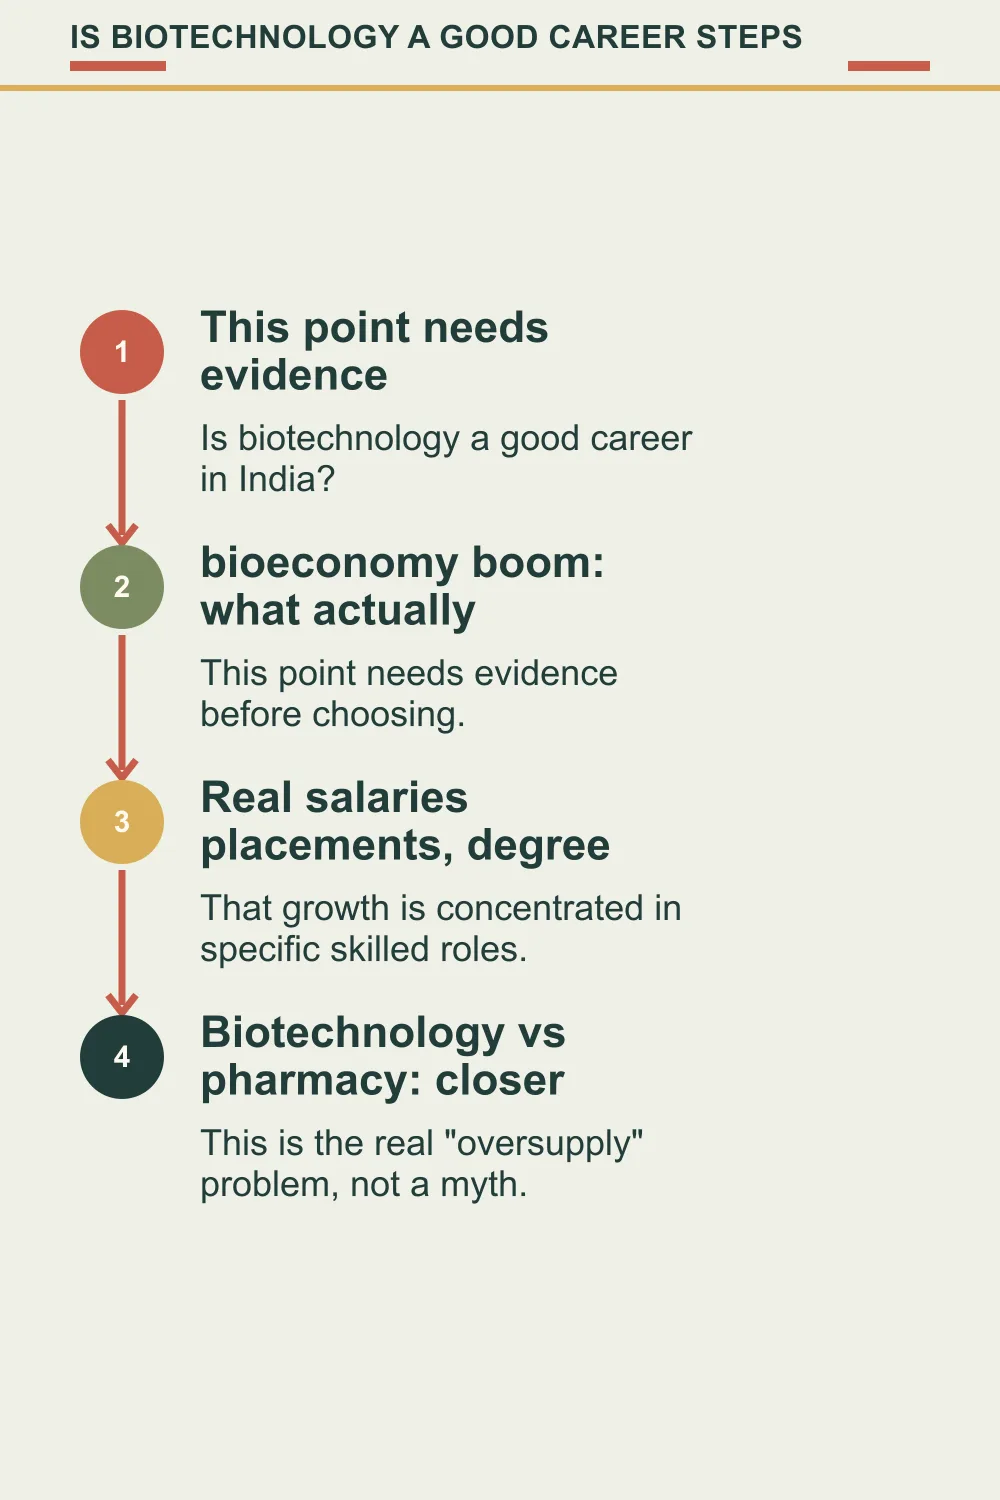 IS BIOTECHNOLOGY A GOOD CAREER STEPS
1
This point needs
evidence
Is biotechnology a good career
in India?
2
bioeconomy boom:
what actually
This point needs evidence
before choosing.
3
Real salaries
placements, degree
That growth is concentrated in
specific skilled roles.
4
Biotechnology vs
pharmacy: closer
This is the real "oversupply"
problem, not a myth.